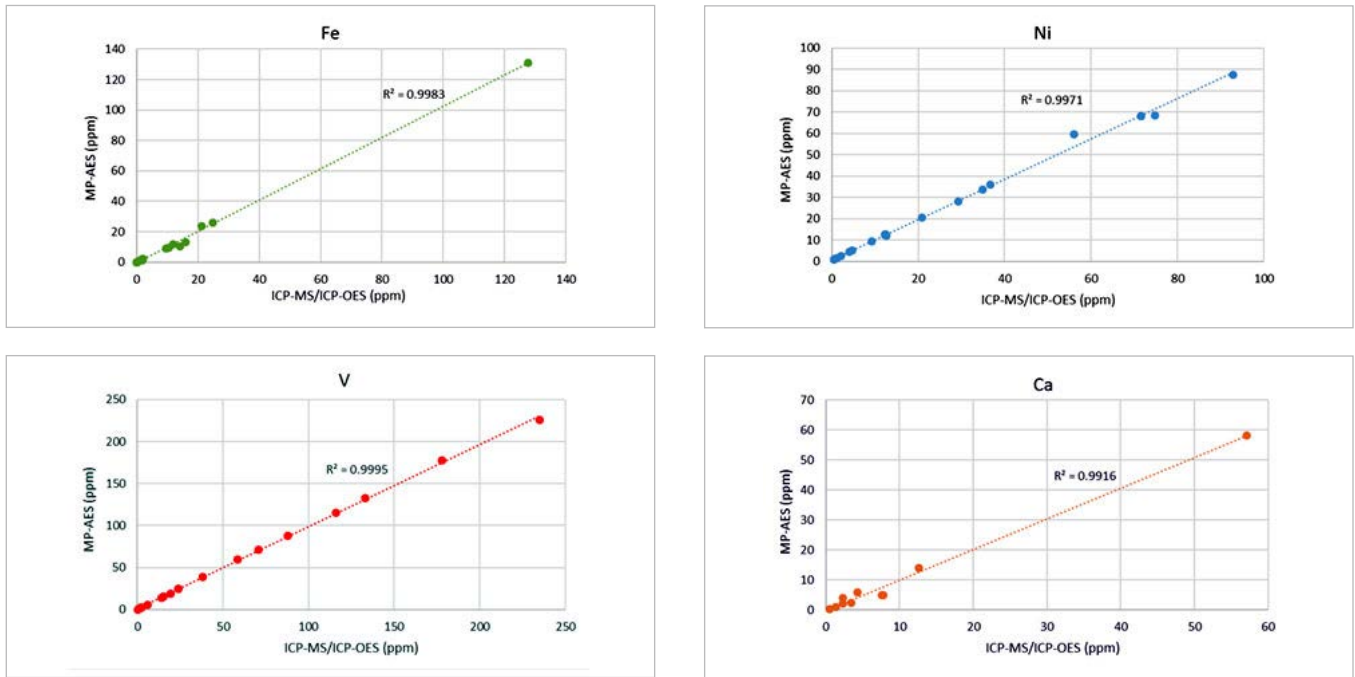 Fe
140
120
100
80
60
40
20
0
R² = 0.9983
MP-AES (ppm)
0 20 40 60 80 100 120 140
ICP-MS/ICP-OES (ppm)
Ni
100
90
80
70
60
50
40
30
20
10
0
R² = 0.9971
MP-AES (ppm)
0 20 40 60 80 100
ICP-MS/ICP-OES (ppm)
V
250
200
150
100
50
0
R² = 0.9995
MP-AES (ppm)
0 50 100 150 200 250
ICP-MS/ICP-OES (ppm)
Ca
70
60
50
40
30
20
10
0
R² = 0.9916
MP-AES (ppm)
0 10 20 30 40 50 60
ICP-MS/ICP-OES (ppm)